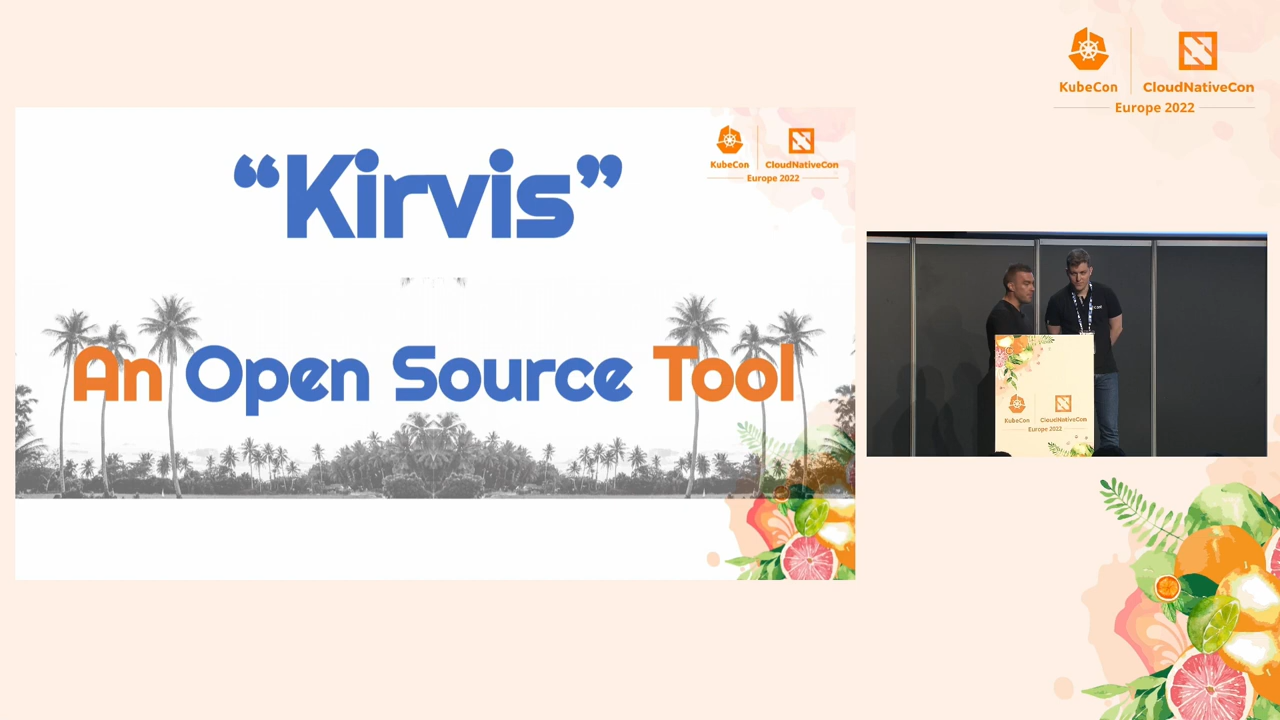 “Kirvis”
An Open Source Tool
KubeCon
CloudNativeCon
Europe 2022
KubeCon
CloudNativeCon
Europe 2022
KubeCon
CloudNativeCon
Europe 2022